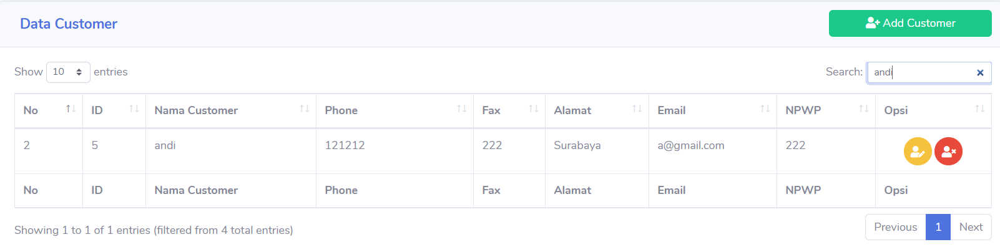 Data Customer Add Customer
Show 10 entries Search: andi
No ID Nama Customer Phone Fax Alamat Email NPWP Opsi
2 5 andi 121212 222 Surabaya a@gmail.com 222
No ID Nama Customer Phone Fax Alamat Email NPWP Opsi
Showing 1 to 1 of 1 entries (filtered from 4 total entries) Previous 1 Next